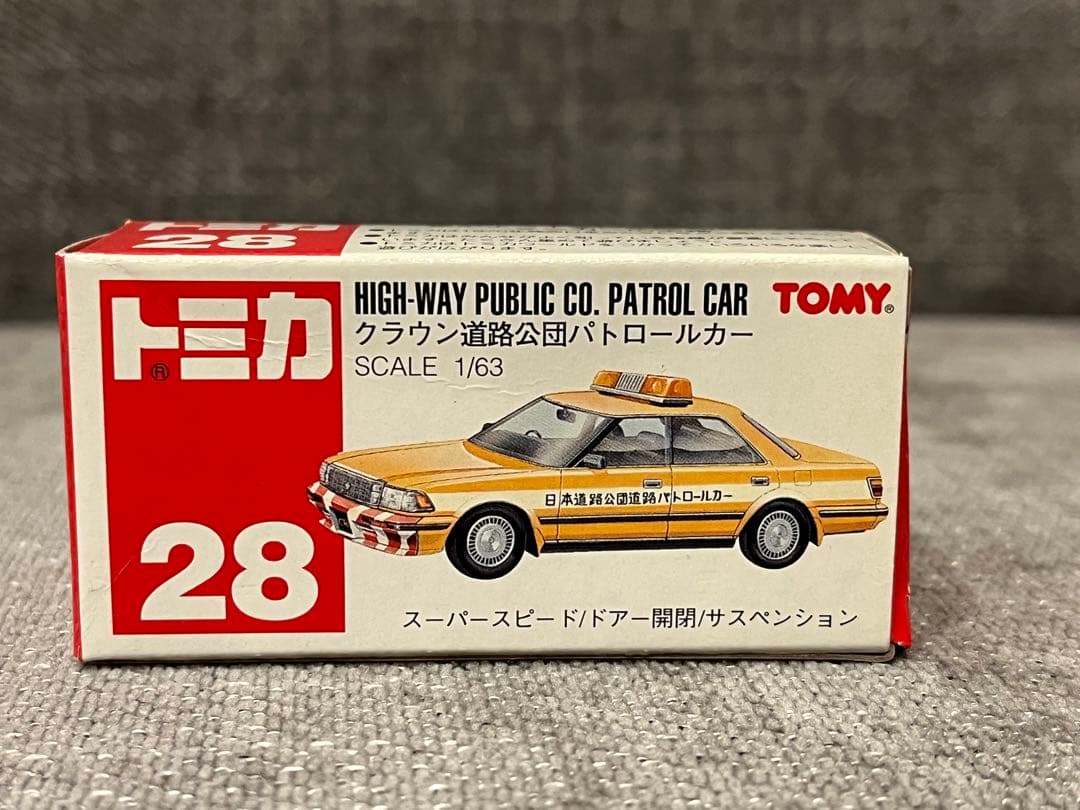 トミカ
28
トミカ®
HIGH-WAY PUBLIC CO. PATROL CAR
TOMY®
クラウン道路公団パトロールカー
SCALE 1/63
日本道路公団道路パトロールカー
28
スーパースピード/ドアー開閉/サスペンション